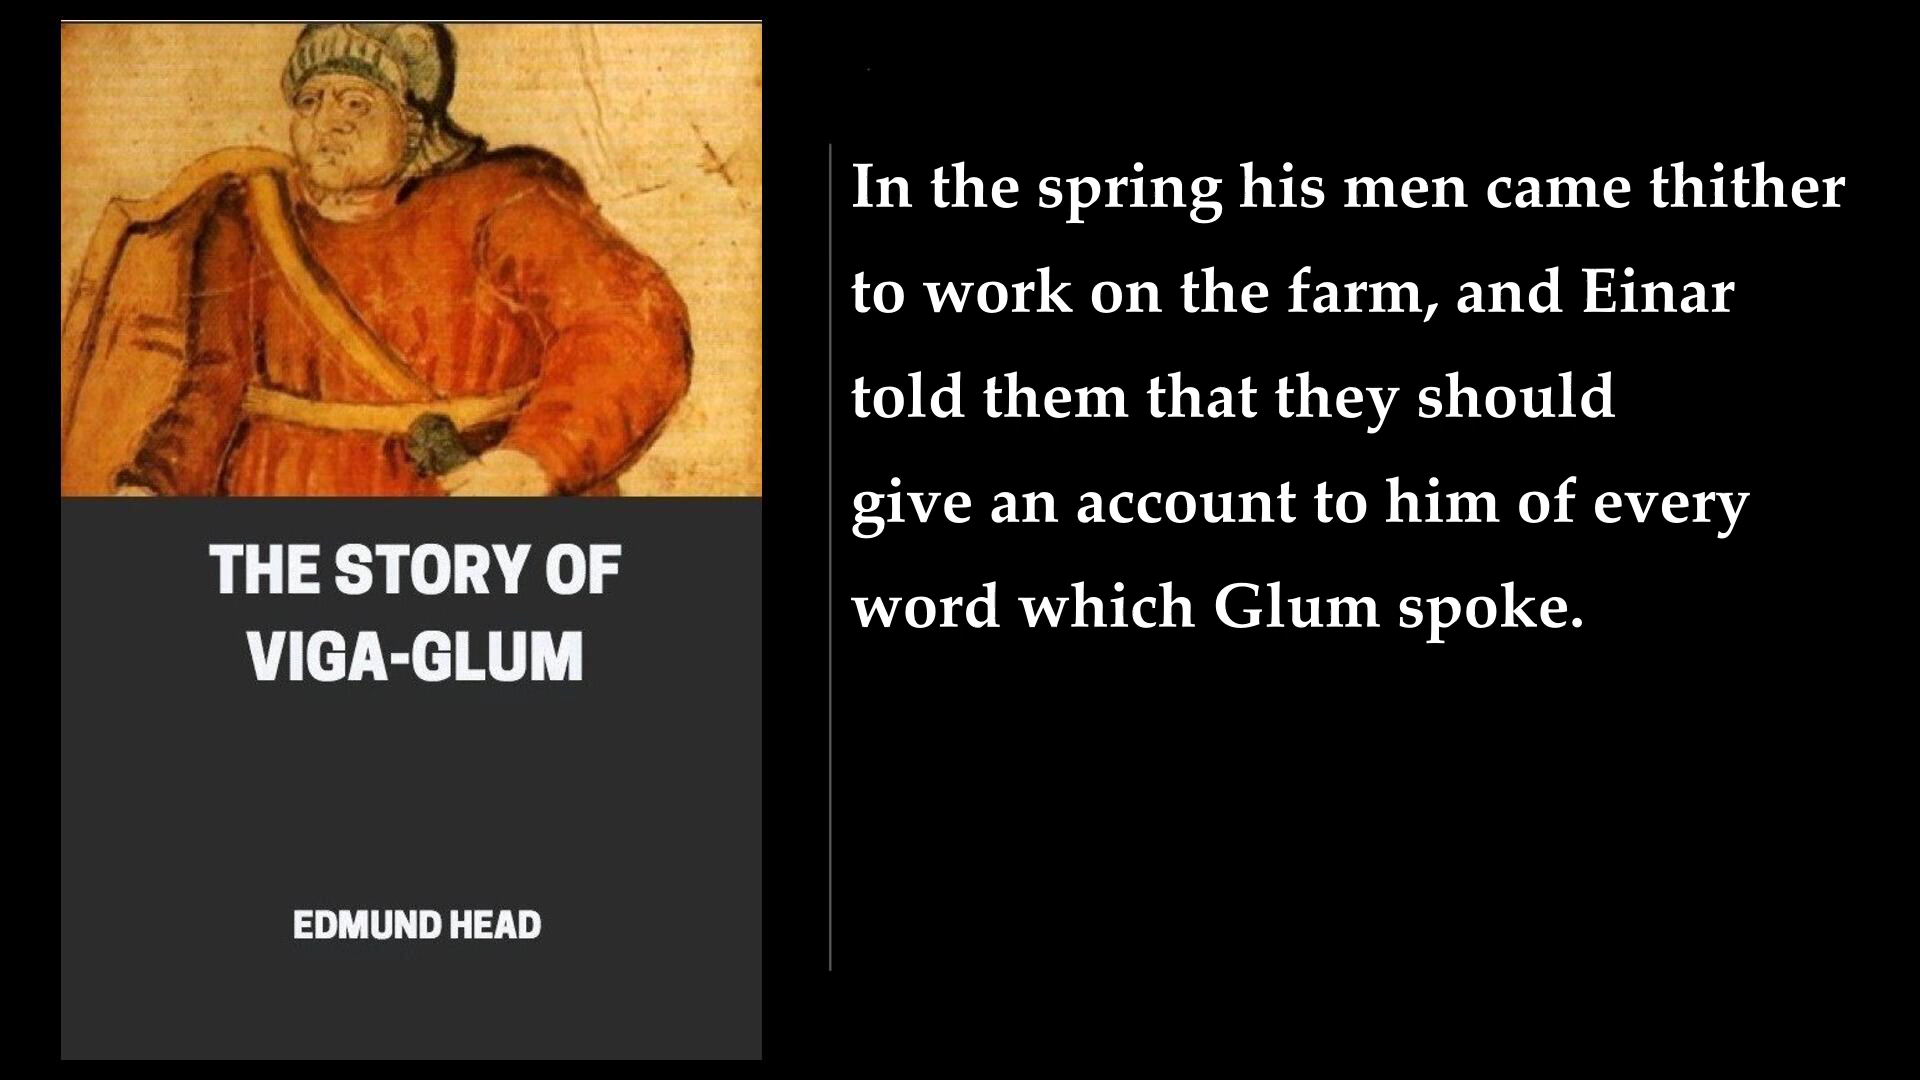 THE STORY OF
VIGA-GLUM
EDMUND HEAD
In the spring his men came thither
to work on the farm, and Einar
told them that they should
give an account to him of every
word which Glum spoke.